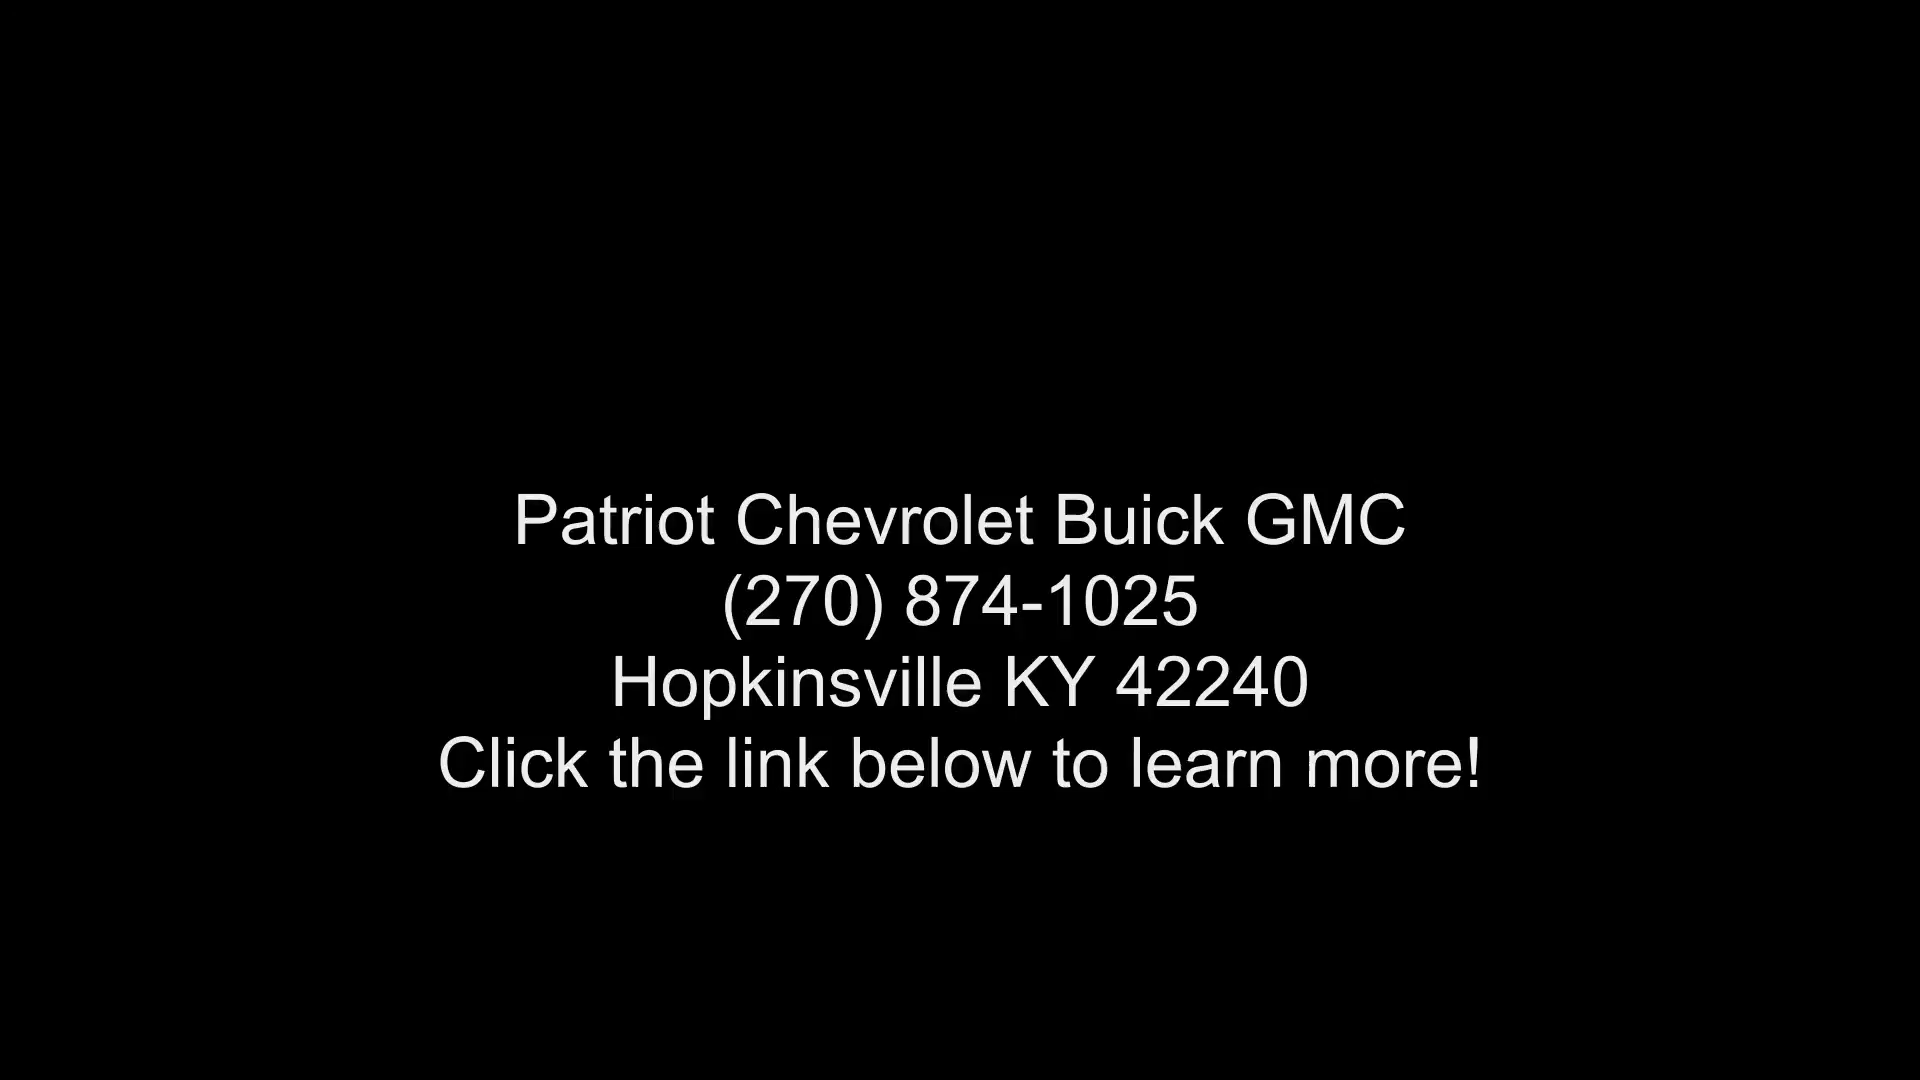 Patriot Chevrolet Buick GMC
(270) 874-1025
Hopkinsville KY 42240
Click the link below to learn more!